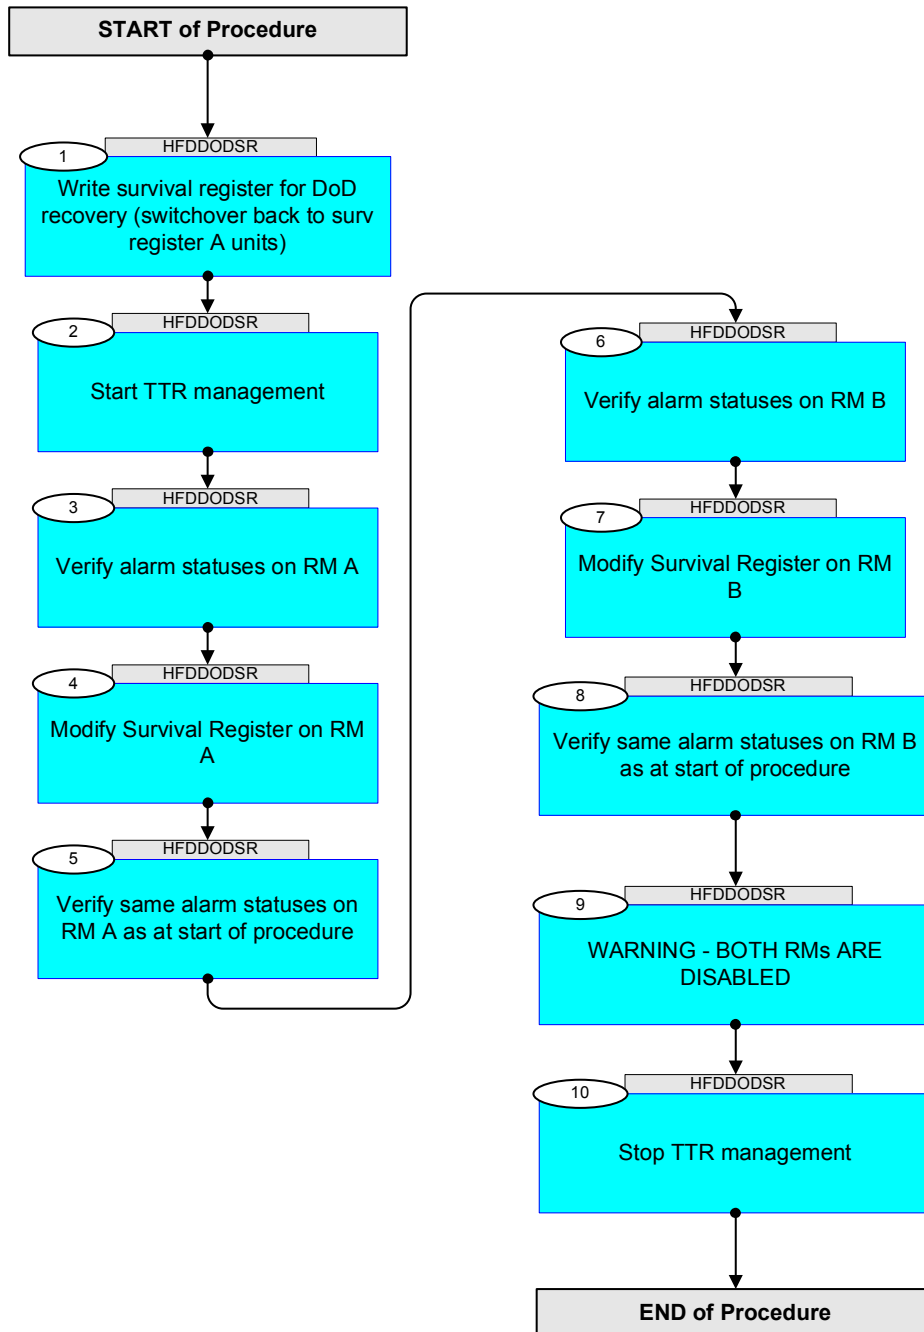 START of Procedure
HFDDODSR
1
Write survival register for DoD
recovery (switchover back to surv
register A units)
HFDDODSR
2
Start TTR management
HFDDODSR
3
Verify alarm statuses on RM A
HFDDODSR
4
Modify Survival Register on RM
A
HFDDODSR
5
Verify same alarm statuses on
RM A as at start of procedure
HFDDODSR
6
Verify alarm statuses on RM B
HFDDODSR
7
Modify Survival Register on RM
B
HFDDODSR
8
Verify same alarm statuses on RM B
as at start of procedure
HFDDODSR
9
WARNING - BOTH RMs ARE
DISABLED
HFDDODSR
10
Stop TTR management
END of Procedure